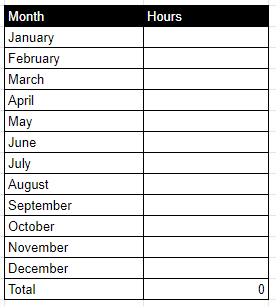 Month Hours
January
February
March
April
May
June
July
August
September
October
November
December
Total 0